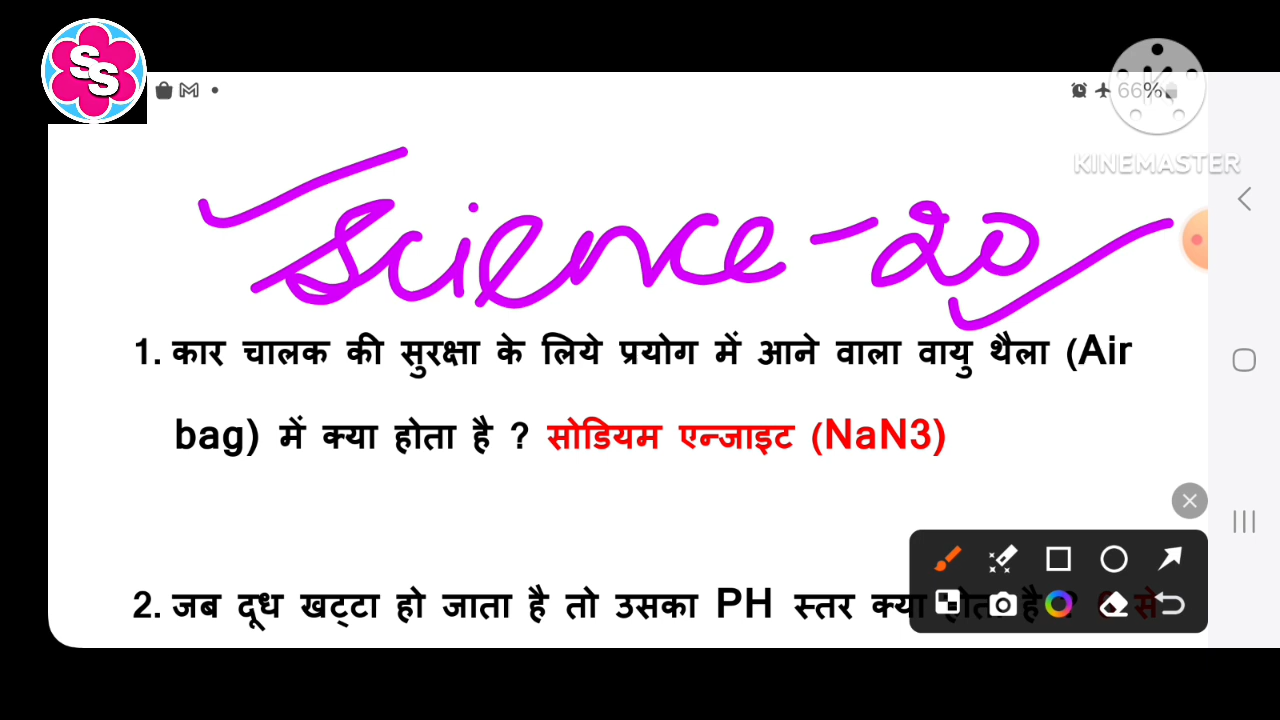 SS
66%
KINEMASTER
Science-20
1. कार चालक की सुरक्षा के लिये प्रयोग में आने वाला वायु थैला (Air
bag) में क्या होता है ? सोडियम एन्जाइट (NaN3)
2. जब दूध खट्टा हो जाता है तो उसका PH स्तर क्या होता है ? से